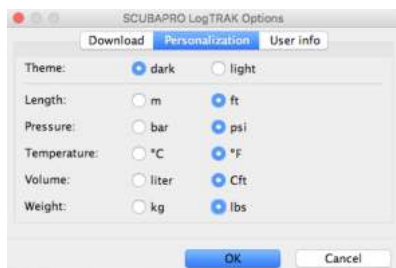 SCUBAPRO LogTRAK Options
Download Personalization User info
Theme: dark light
Length: m ft
Pressure: bar psi
Temperature: °C °F
Volume: liter Cft
Weight: kg lbs
OK Cancel